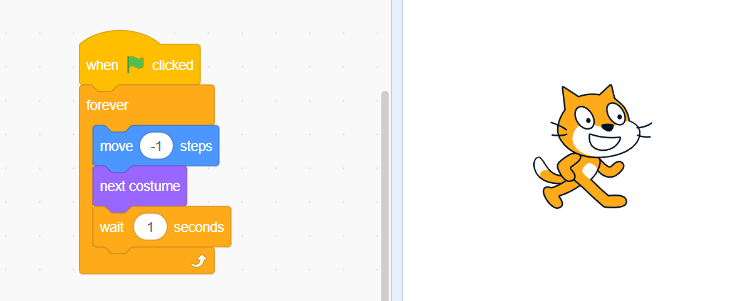 when clicked
forever
move -1 steps
next costume
wait 1 seconds